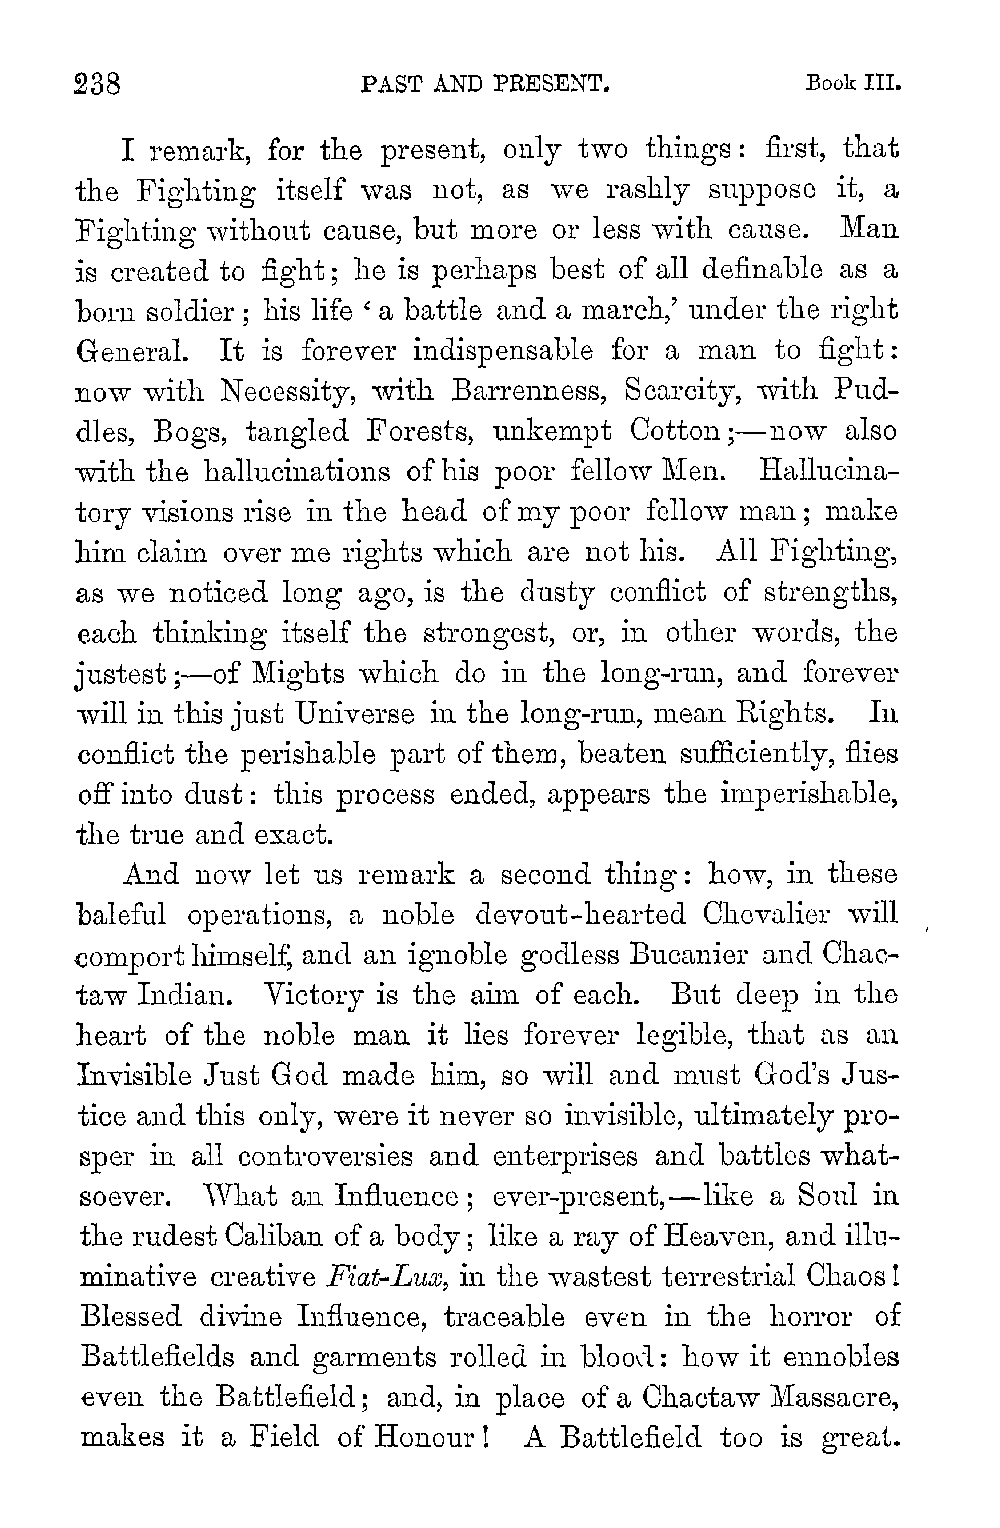 238 PAST AND PRESENT. Book III.
I remark, for the present, only two things: first, that
the Fighting itself was not, as we rashly suppose it, a
Fighting without cause, but more or less with cause. Man
is created to fight; he is perhaps best of all definable as a
born soldier; his life ‘a battle and a march,’ under the right
General. It is forever indispensable for a man to fight:
now with Necessity, with Barrenness, Scarcity, with Pud-
dles, Bogs, tangled Forests, unkempt Cotton;—now also
with the hallucinations of his poor fellow Men. Hallucina-
tory visions rise in the head of my poor fellow man; make
him claim over me rights which are not his. All Fighting,
as we noticed long ago, is the dusty conflict of strengths,
each thinking itself the strongest, or, in other words, the
justest;—of Mights which do in the long-run, and forever
will in this just Universe in the long-run, mean Rights. In
conflict the perishable part of them, beaten sufficiently, flies
off into dust: this process ended, appears the imperishable,
the true and exact.
And now let us remark a second thing: how, in these
baleful operations, a noble devout-hearted Chevalier will
comport himself, and an ignoble godless Bucanier and Chac-
taw Indian. Victory is the aim of each. But deep in the
heart of the noble man it lies forever legible, that as an
Invisible Just God made him, so will and must God’s Jus-
tice and this only, were it never so invisible, ultimately pro-
sper in all controversies and enterprises and battles what-
soever. What an Influence; ever-present,—like a Soul in
the rudest Caliban of a body; like a ray of Heaven, and illu-
minative creative Fiat-Lux, in the wastest terrestrial Chaos!
Blessed divine Influence, traceable even in the horror of
Battlefields and garments rolled in blood: how it ennobles
even the Battlefield; and, in place of a Chactaw Massacre,
makes it a Field of Honour! A Battlefield too is great.